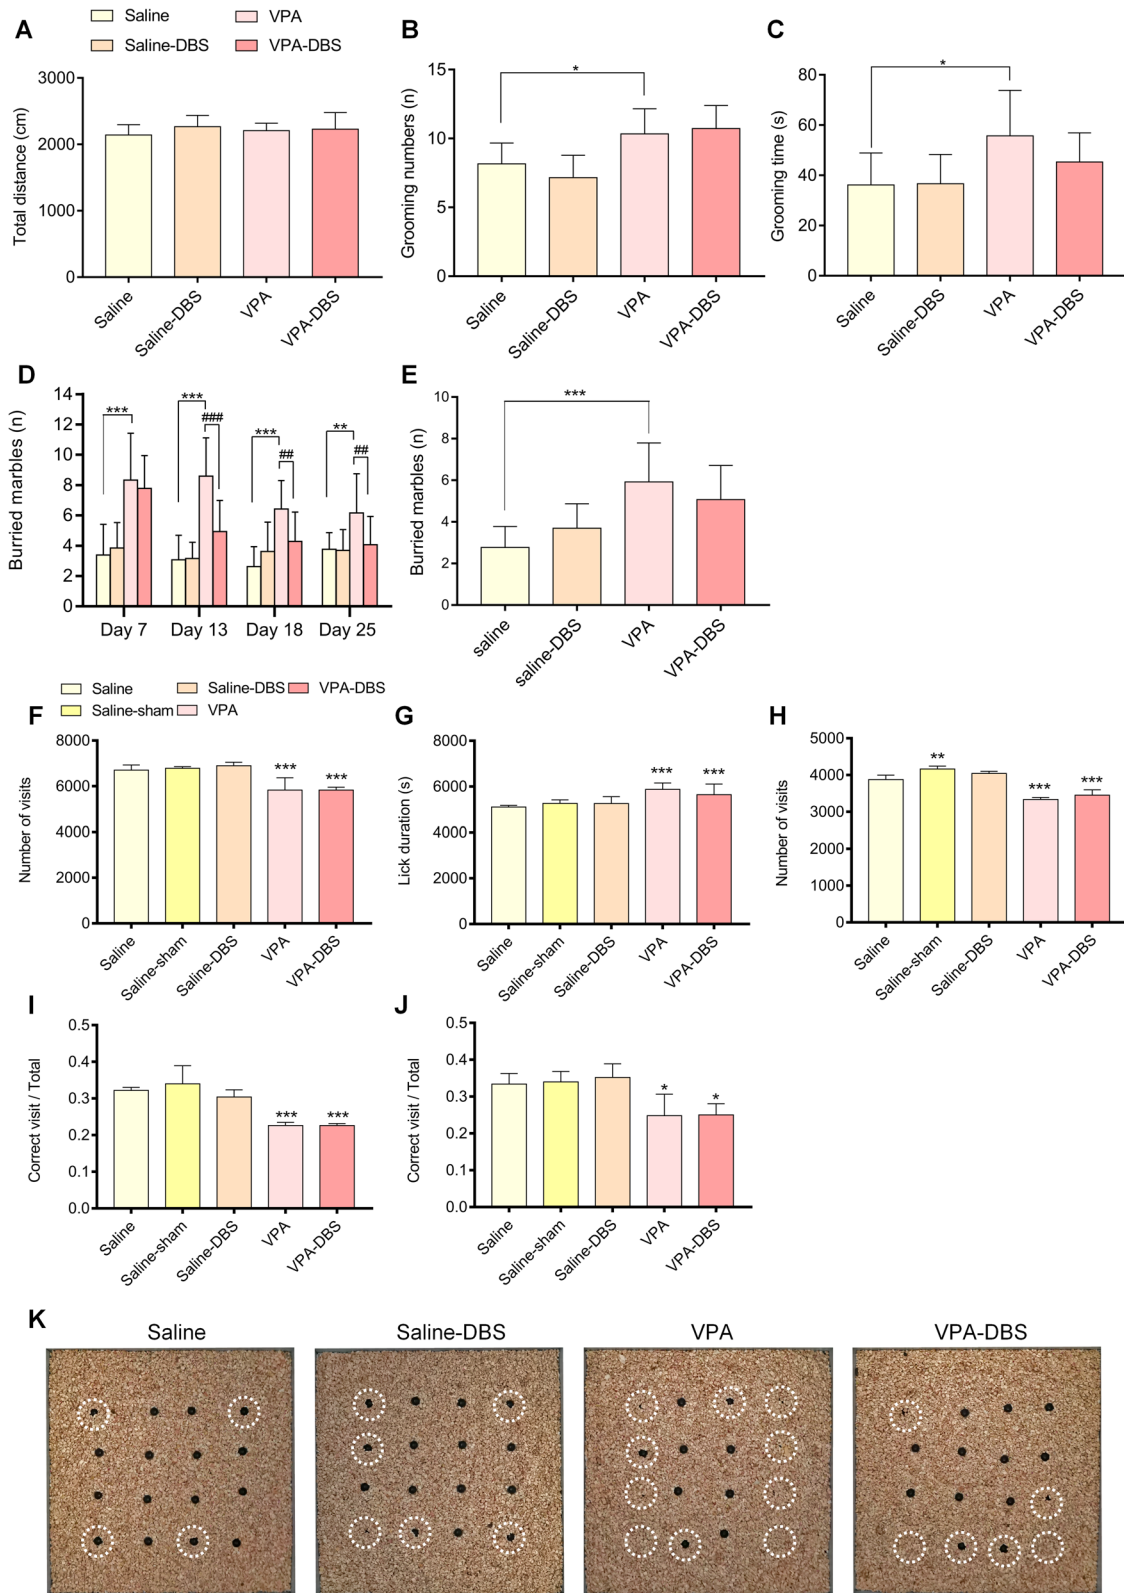 A
Saline
VPA
Saline-DBS
VPA-DBS
Total distance (cm)
3000
2000
1000
0
Saline
Saline-DBS
VPA
VPA-DBS
B
Grooming numbers (n)
15
10
5
0
*
Saline
Saline-DBS
VPA
VPA-DBS
C
Grooming time (s)
80
60
40
20
0
*
Saline
Saline-DBS
VPA
VPA-DBS
D
Burried marbles (n)
14
12
10
8
6
4
2
0
***
***
###
***
##
**
##
Day 7
Day 13
Day 18
Day 25
E
Burried marbles (n)
10
8
6
4
2
0
***
saline
saline-DBS
VPA
VPA-DBS
Saline
Saline-DBS
VPA-DBS
Saline-sham
VPA
F
Number of visits
8000
6000
4000
2000
0
***
***
Saline
Saline-sham
Saline-DBS
VPA
VPA-DBS
G
Lick duration (s)
8000
6000
4000
2000
0
***
***
Saline
Saline-sham
Saline-DBS
VPA
VPA-DBS
H
Number of visits
5000
4000
3000
2000
1000
0
**
***
***
Saline
Saline-sham
Saline-DBS
VPA
VPA-DBS
I
Correct visit / Total
0.5
0.4
0.3
0.2
0.1
0.0
***
***
Saline
Saline-sham
Saline-DBS
VPA
VPA-DBS
J
Correct visit / Total
0.5
0.4
0.3
0.2
0.1
0.0
*
*
Saline
Saline-sham
Saline-DBS
VPA
VPA-DBS
K
Saline
Saline-DBS
VPA
VPA-DBS